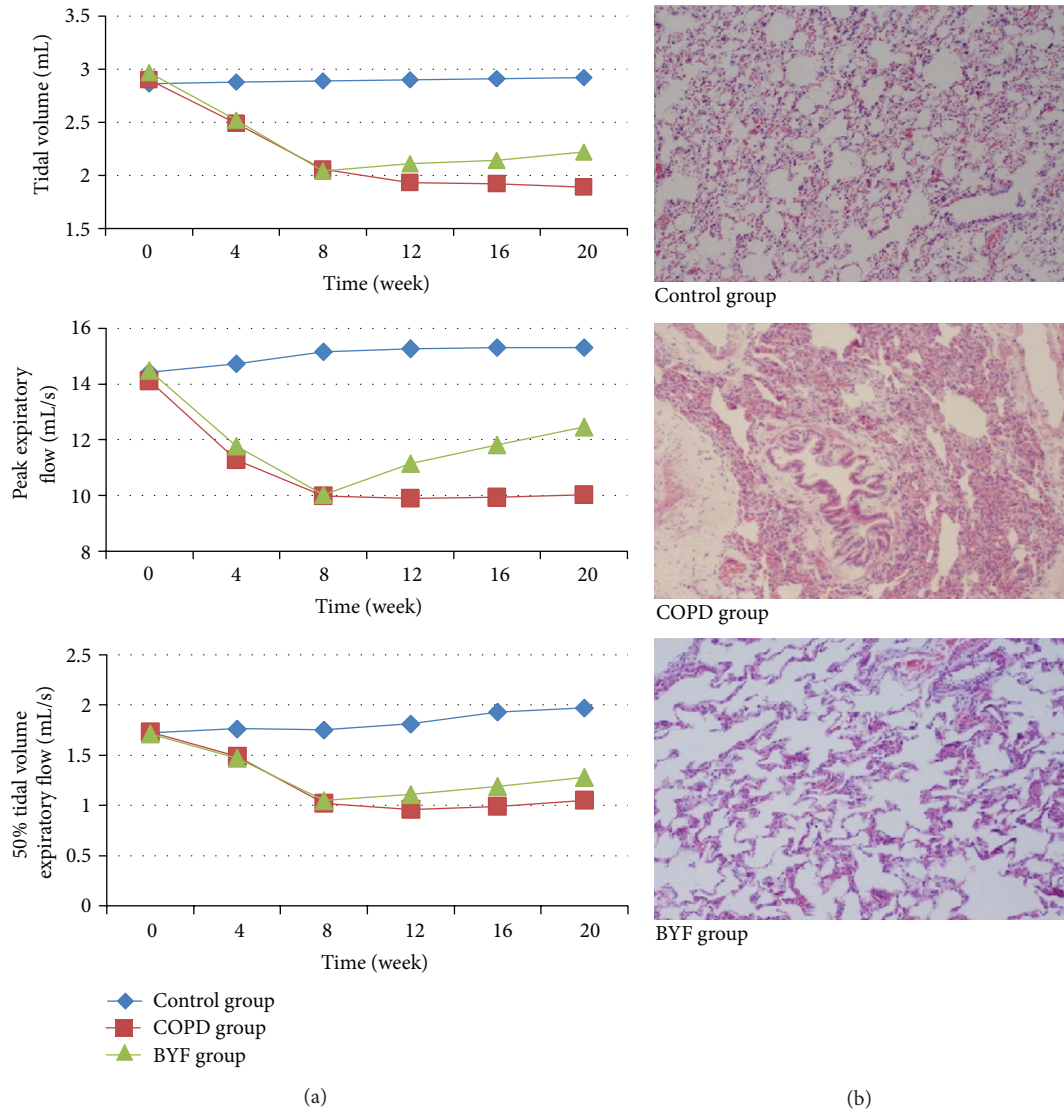 3.5
3
2.5
2
1.5
Tidal volume (mL)
0 4 8 12 16 20
Time (week)
Control group
16
14
12
10
8
Peak expiratory
flow (mL/s)
0 4 8 12 16 20
Time (week)
COPD group
2.5
2
1.5
1
0.5
0
50% tidal volume
expiratory flow (mL/s)
0 4 8 12 16 20
Time (week)
BYF group
Control group
COPD group
BYF group
(a)
(b)